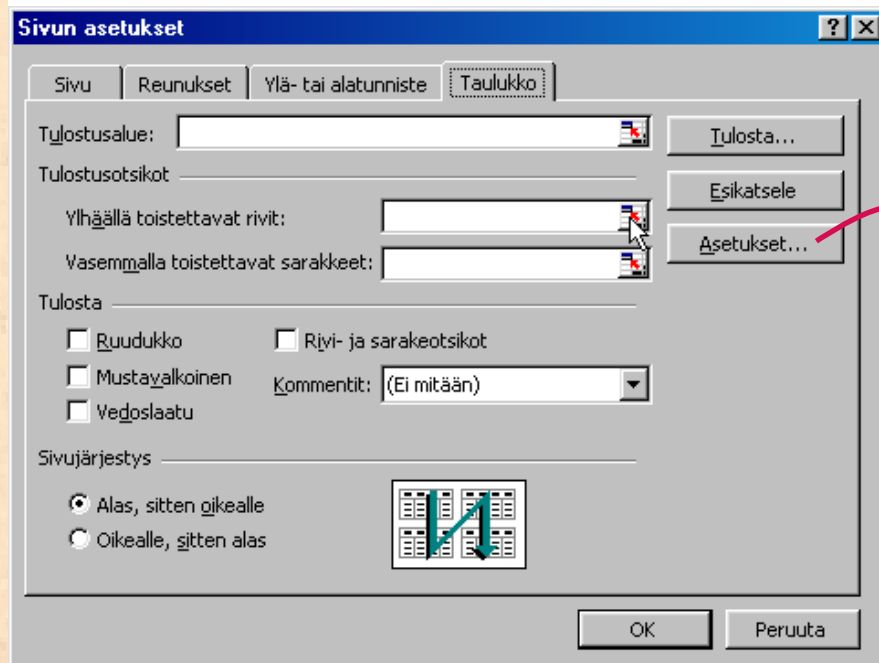 Sivun asetukset
Sivu Reunukset Ylä- tai alatunniste Taulukko
Tulostusalue: Tulosta...
Tulostusotsikot Esikatsele
Ylhäällä toistettavat rivit: Asetukset...
Vasemmalla toistettavat sarakkeet:
Tulosta
Ruudukko Rivi- ja sarakeotsikot
Mustavalkoinen Kommentit: (Ei mitään)
Vedoslaatu
Sivujärjestys
Alas, sitten oikealle
Oikealle, sitten alas
OK Peruuta